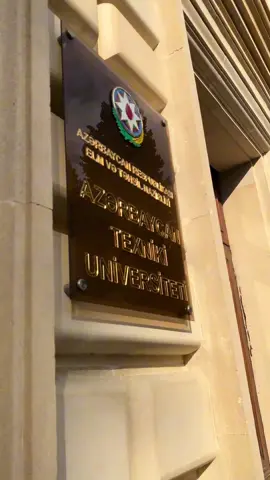 AZƏRBAYCAN RESPUBLİKASI
ELM VƏ TƏHSİL NAZİRLİYİ
AZƏRBAYCAN
TEXNİKİ
UNİVERSİTETİ